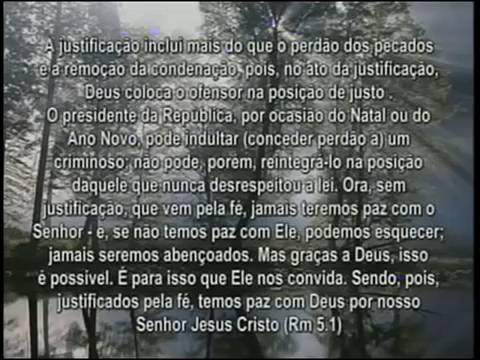 A justificação inclui mais do que o perdão dos pecados
e a remoção da condenação, pois, no ato da justificação,
Deus coloca o ofensor na posição de justo .
O presidente da República, por ocasião do Natal ou do
Ano Novo, pode indultar (conceder perdão a) um
criminoso; não pode, porém, reintegrá-lo na posição
daquele que nunca desrespeitou a lei. Ora, sem
justificação, que vem pela fé, jamais teremos paz com o
Senhor - e, se não temos paz com Ele, podemos esquecer;
jamais seremos abençoados. Mas graças a Deus, isso
é possível. É para isso que Ele nos convida. Sendo, pois,
justificados pela fé, temos paz com Deus por nosso
Senhor Jesus Cristo (Rm 5.1)